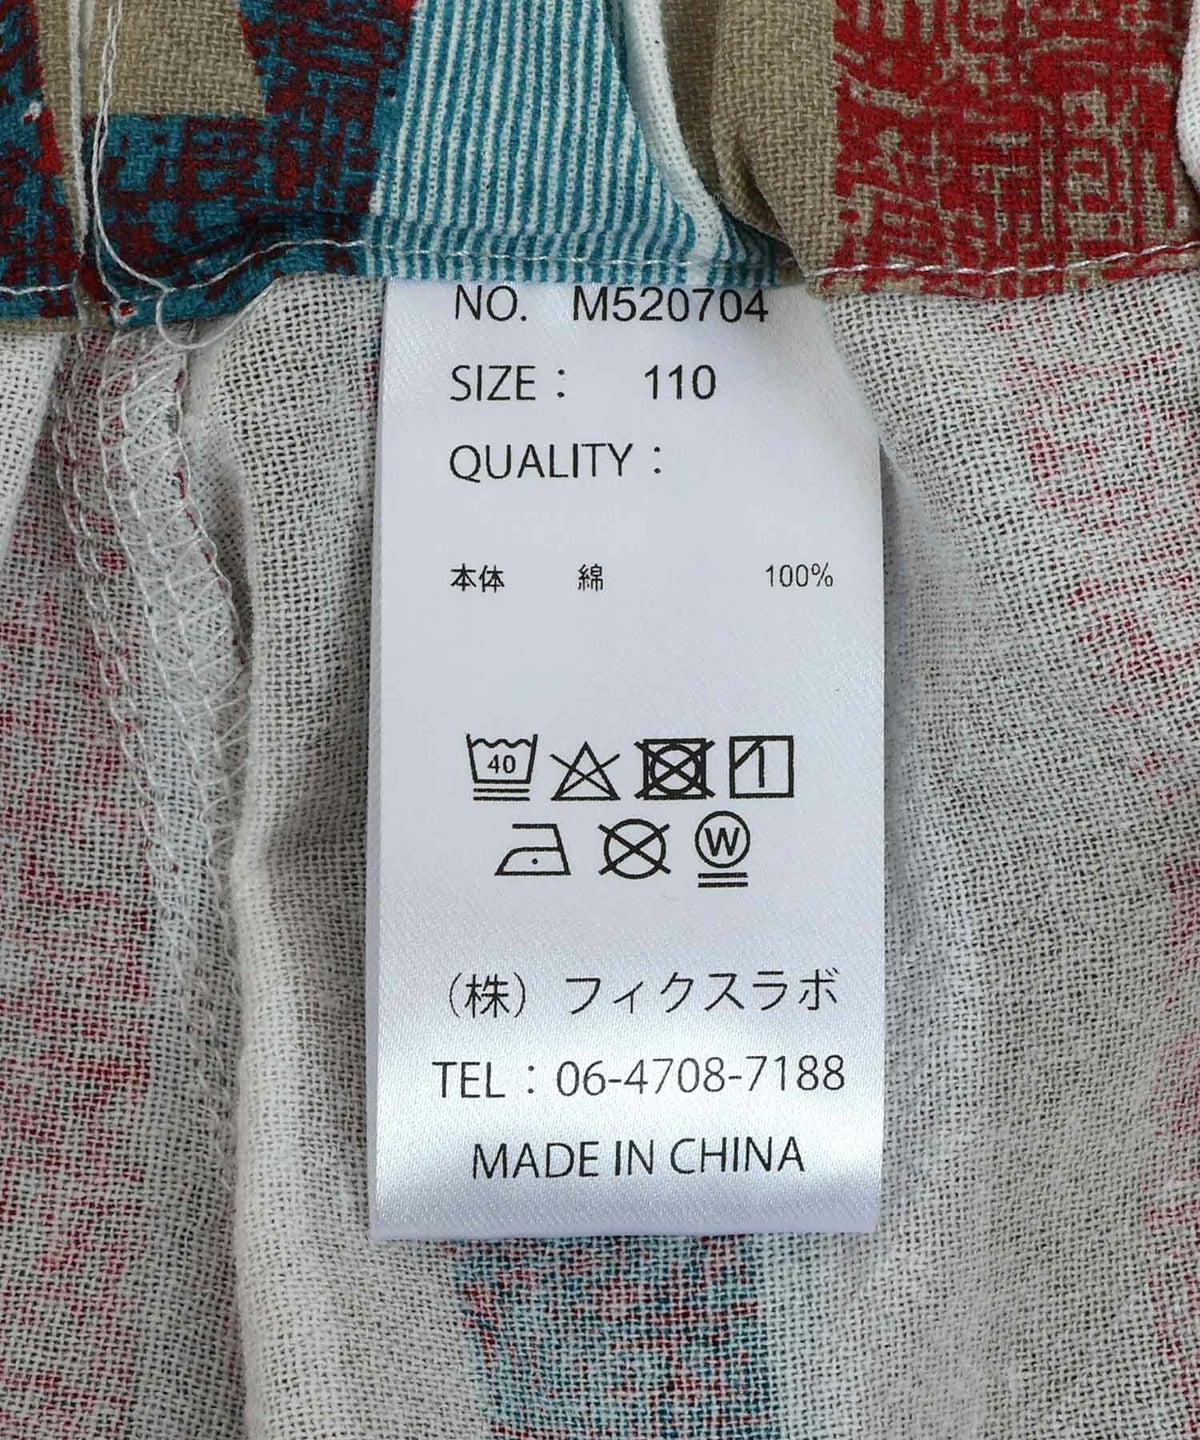 NO. M520704
SIZE： 110
QUALITY：
本体 綿 100%
40
W
（株）フィクスラボ
TEL：06-4708-7188
MADE IN CHINA